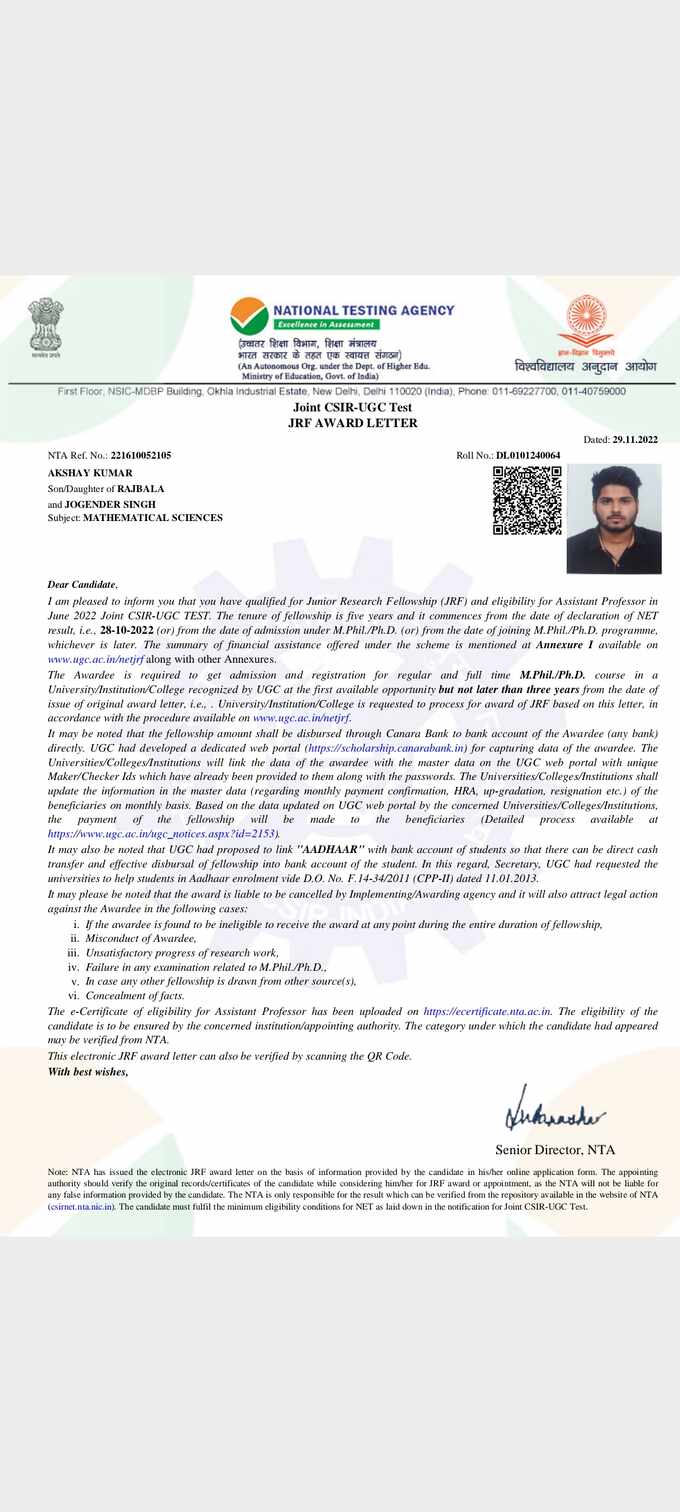 सत्यमेव जयते
NATIONAL TESTING AGENCY
Excellence in Assessment
(उच्चतर शिक्षा विभाग, शिक्षा मंत्रालय
भारत सरकार के तहत एक स्वायत्त संगठन)
(An Autonomous Org. under the Dept. of Higher Edu.
Ministry of Education, Govt. of India)
ज्ञान-विज्ञान विमुक्तये
विश्वविद्यालय अनुदान आयोग
First Floor, NSIC-MDBP Building, Okhla Industrial Estate, New Delhi, Delhi 110020 (India), Phone: 011-69227700, 011-40759000
Joint CSIR-UGC Test
JRF AWARD LETTER
Dated: 29.11.2022
NTA Ref. No.: 221610052105 Roll No.: DL0101240064
AKSHAY KUMAR
Son/Daughter of RAJBALA
and JOGENDER SINGH
Subject: MATHEMATICAL SCIENCES
Dear Candidate,
I am pleased to inform you that you have qualified for Junior Research Fellowship (JRF) and eligibility for Assistant Professor in
June 2022 Joint CSIR-UGC TEST. The tenure of fellowship is five years and it commences from the date of declaration of NET
result, i.e., 28-10-2022 (or) from the date of admission under M.Phil./Ph.D. (or) from the date of joining M.Phil./Ph.D. programme,
whichever is later. The summary of financial assistance offered under the scheme is mentioned at Annexure I available on
www.ugc.ac.in/netjrf along with other Annexures.
The Awardee is required to get admission and registration for regular and full time M.Phil./Ph.D. course in a
University/Institution/College recognized by UGC at the first available opportunity but not later than three years from the date of
issue of original award letter, i.e., . University/Institution/College is requested to process for award of JRF based on this letter, in
accordance with the procedure available on www.ugc.ac.in/netjrf.
It may be noted that the fellowship amount shall be disbursed through Canara Bank to bank account of the Awardee (any bank)
directly. UGC had developed a dedicated web portal (https://scholarship.canarabank.in) for capturing data of the awardee. The
Universities/Colleges/Institutions will link the data of the awardee with the master data on the UGC web portal with unique
Maker/Checker Ids which have already been provided to them along with the passwords. The Universities/Colleges/Institutions shall
update the information in the master data (regarding monthly payment confirmation, HRA, up-gradation, resignation etc.) of the
beneficiaries on monthly basis. Based on the data updated on UGC web portal by the concerned Universities/Colleges/Institutions,
the payment of the fellowship will be made to the beneficiaries (Detailed process available at
https://www.ugc.ac.in/ugc_notices.aspx?id=2153).
It may also be noted that UGC had proposed to link "AADHAAR" with bank account of students so that there can be direct cash
transfer and effective disbursal of fellowship into bank account of the student. In this regard, Secretary, UGC had requested the
universities to help students in Aadhaar enrolment vide D.O. No. F.14-34/2011 (CPP-II) dated 11.01.2013.
It may please be noted that the award is liable to be cancelled by Implementing/Awarding agency and it will also attract legal action
against the Awardee in the following cases:
i. If the awardee is found to be ineligible to receive the award at any point during the entire duration of fellowship,
ii. Misconduct of Awardee,
iii. Unsatisfactory progress of research work,
iv. Failure in any examination related to M.Phil./Ph.D.,
v. In case any other fellowship is drawn from other source(s),
vi. Concealment of facts.
The e-Certificate of eligibility for Assistant Professor has been uploaded on https://ecertificate.nta.ac.in. The eligibility of the
candidate is to be ensured by the concerned institution/appointing authority. The category under which the candidate had appeared
may be verified from NTA.
This electronic JRF award letter can also be verified by scanning the QR Code.
With best wishes,
Senior Director, NTA
Note: NTA has issued the electronic JRF award letter on the basis of information provided by the candidate in his/her online application form. The appointing
authority should verify the original records/certificates of the candidate while considering him/her for JRF award or appointment, as the NTA will not be liable for
any false information provided by the candidate. The NTA is only responsible for the result which can be verified from the repository available in the website of NTA
(csirnet.nta.nic.in). The candidate must fulfil the minimum eligibility conditions for NET as laid down in the notification for Joint CSIR-UGC Test.